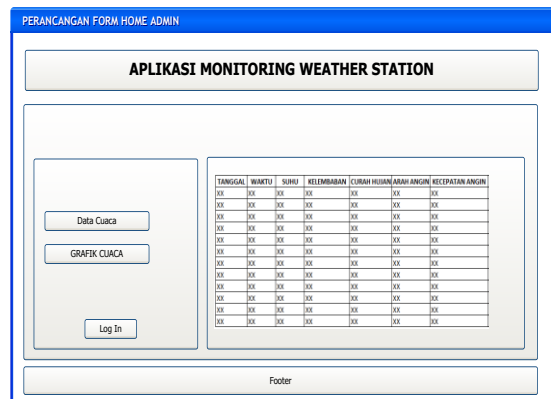 PERANCANGAN FORM HOME ADMIN
APLIKASI MONITORING WEATHER STATION
Data Cuaca
GRAFIK CUACA
Log In
TANGGAL WAKTU SUHU KELEMBABAN CURAH HUJAN ARAH ANGIN KECEPATAN ANGIN
XX XX XX XX XX XX XX
XX XX XX XX XX XX XX
XX XX XX XX XX XX XX
XX XX XX XX XX XX XX
XX XX XX XX XX XX XX
XX XX XX XX XX XX XX
XX XX XX XX XX XX XX
XX XX XX XX XX XX XX
XX XX XX XX XX XX XX
XX XX XX XX XX XX XX
XX XX XX XX XX XX XX
XX XX XX XX XX XX XX
Footer